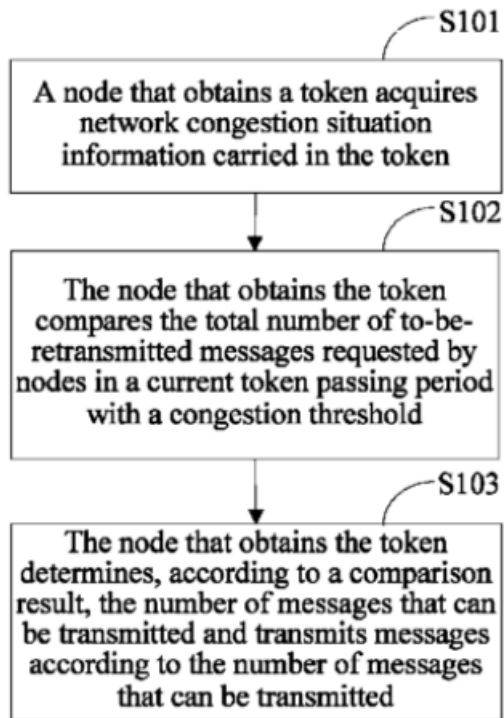 S101
A node that obtains a token acquires
network congestion situation
information carried in the token
S102
The node that obtains the token
compares the total number of to-be-
retransmitted messages requested by
nodes in a current token passing period
with a congestion threshold
S103
The node that obtains the token
determines, according to a comparison
result, the number of messages that can
be transmitted and transmits messages
according to the number of messages
that can be transmitted